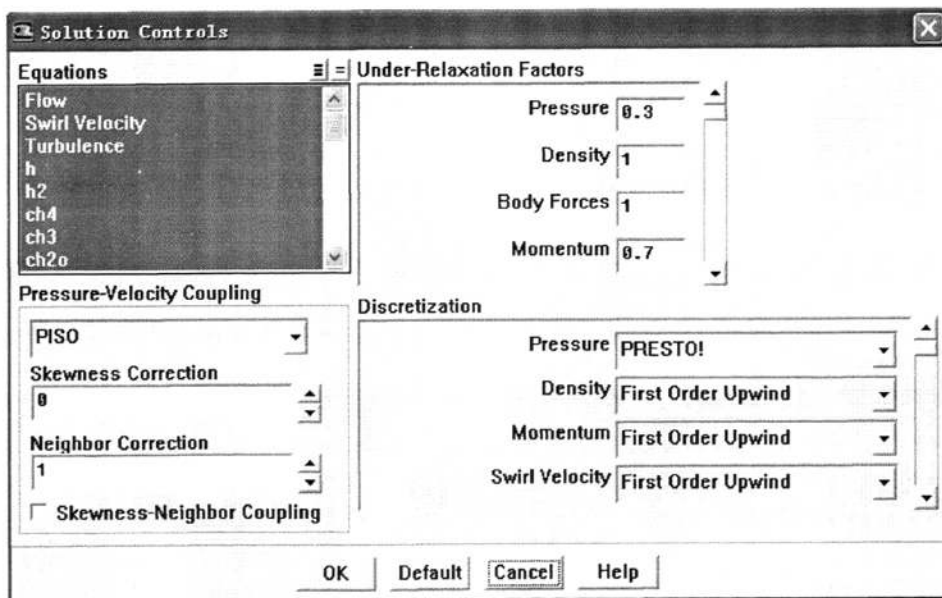 Solution Controls
Equations
Flow
Swirl Velocity
Turbulence
h
h2
ch4
ch3
ch2o
Under-Relaxation Factors
Pressure 0.3
Density 1
Body Forces 1
Momentum 0.7
Pressure-Velocity Coupling
PISO
Skewness Correction
0
Neighbor Correction
1
Skewness-Neighbor Coupling
Discretization
Pressure PRESTO!
Density First Order Upwind
Momentum First Order Upwind
Swirl Velocity First Order Upwind
OK Default Cancel Help